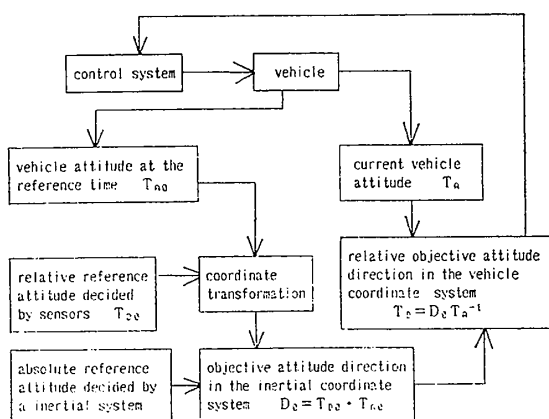 control system
vehicle
vehicle attitude at the
reference time T_A0
current vehicle
attitude T_A
relative reference
attitude decided
by sensors
coordinate
transformation
relative objective attitude
direction in the vehicle
coordinate system
absolute reference
attitude decided by
a inertial system
objective attitude direction
in the inertial coordinate
system